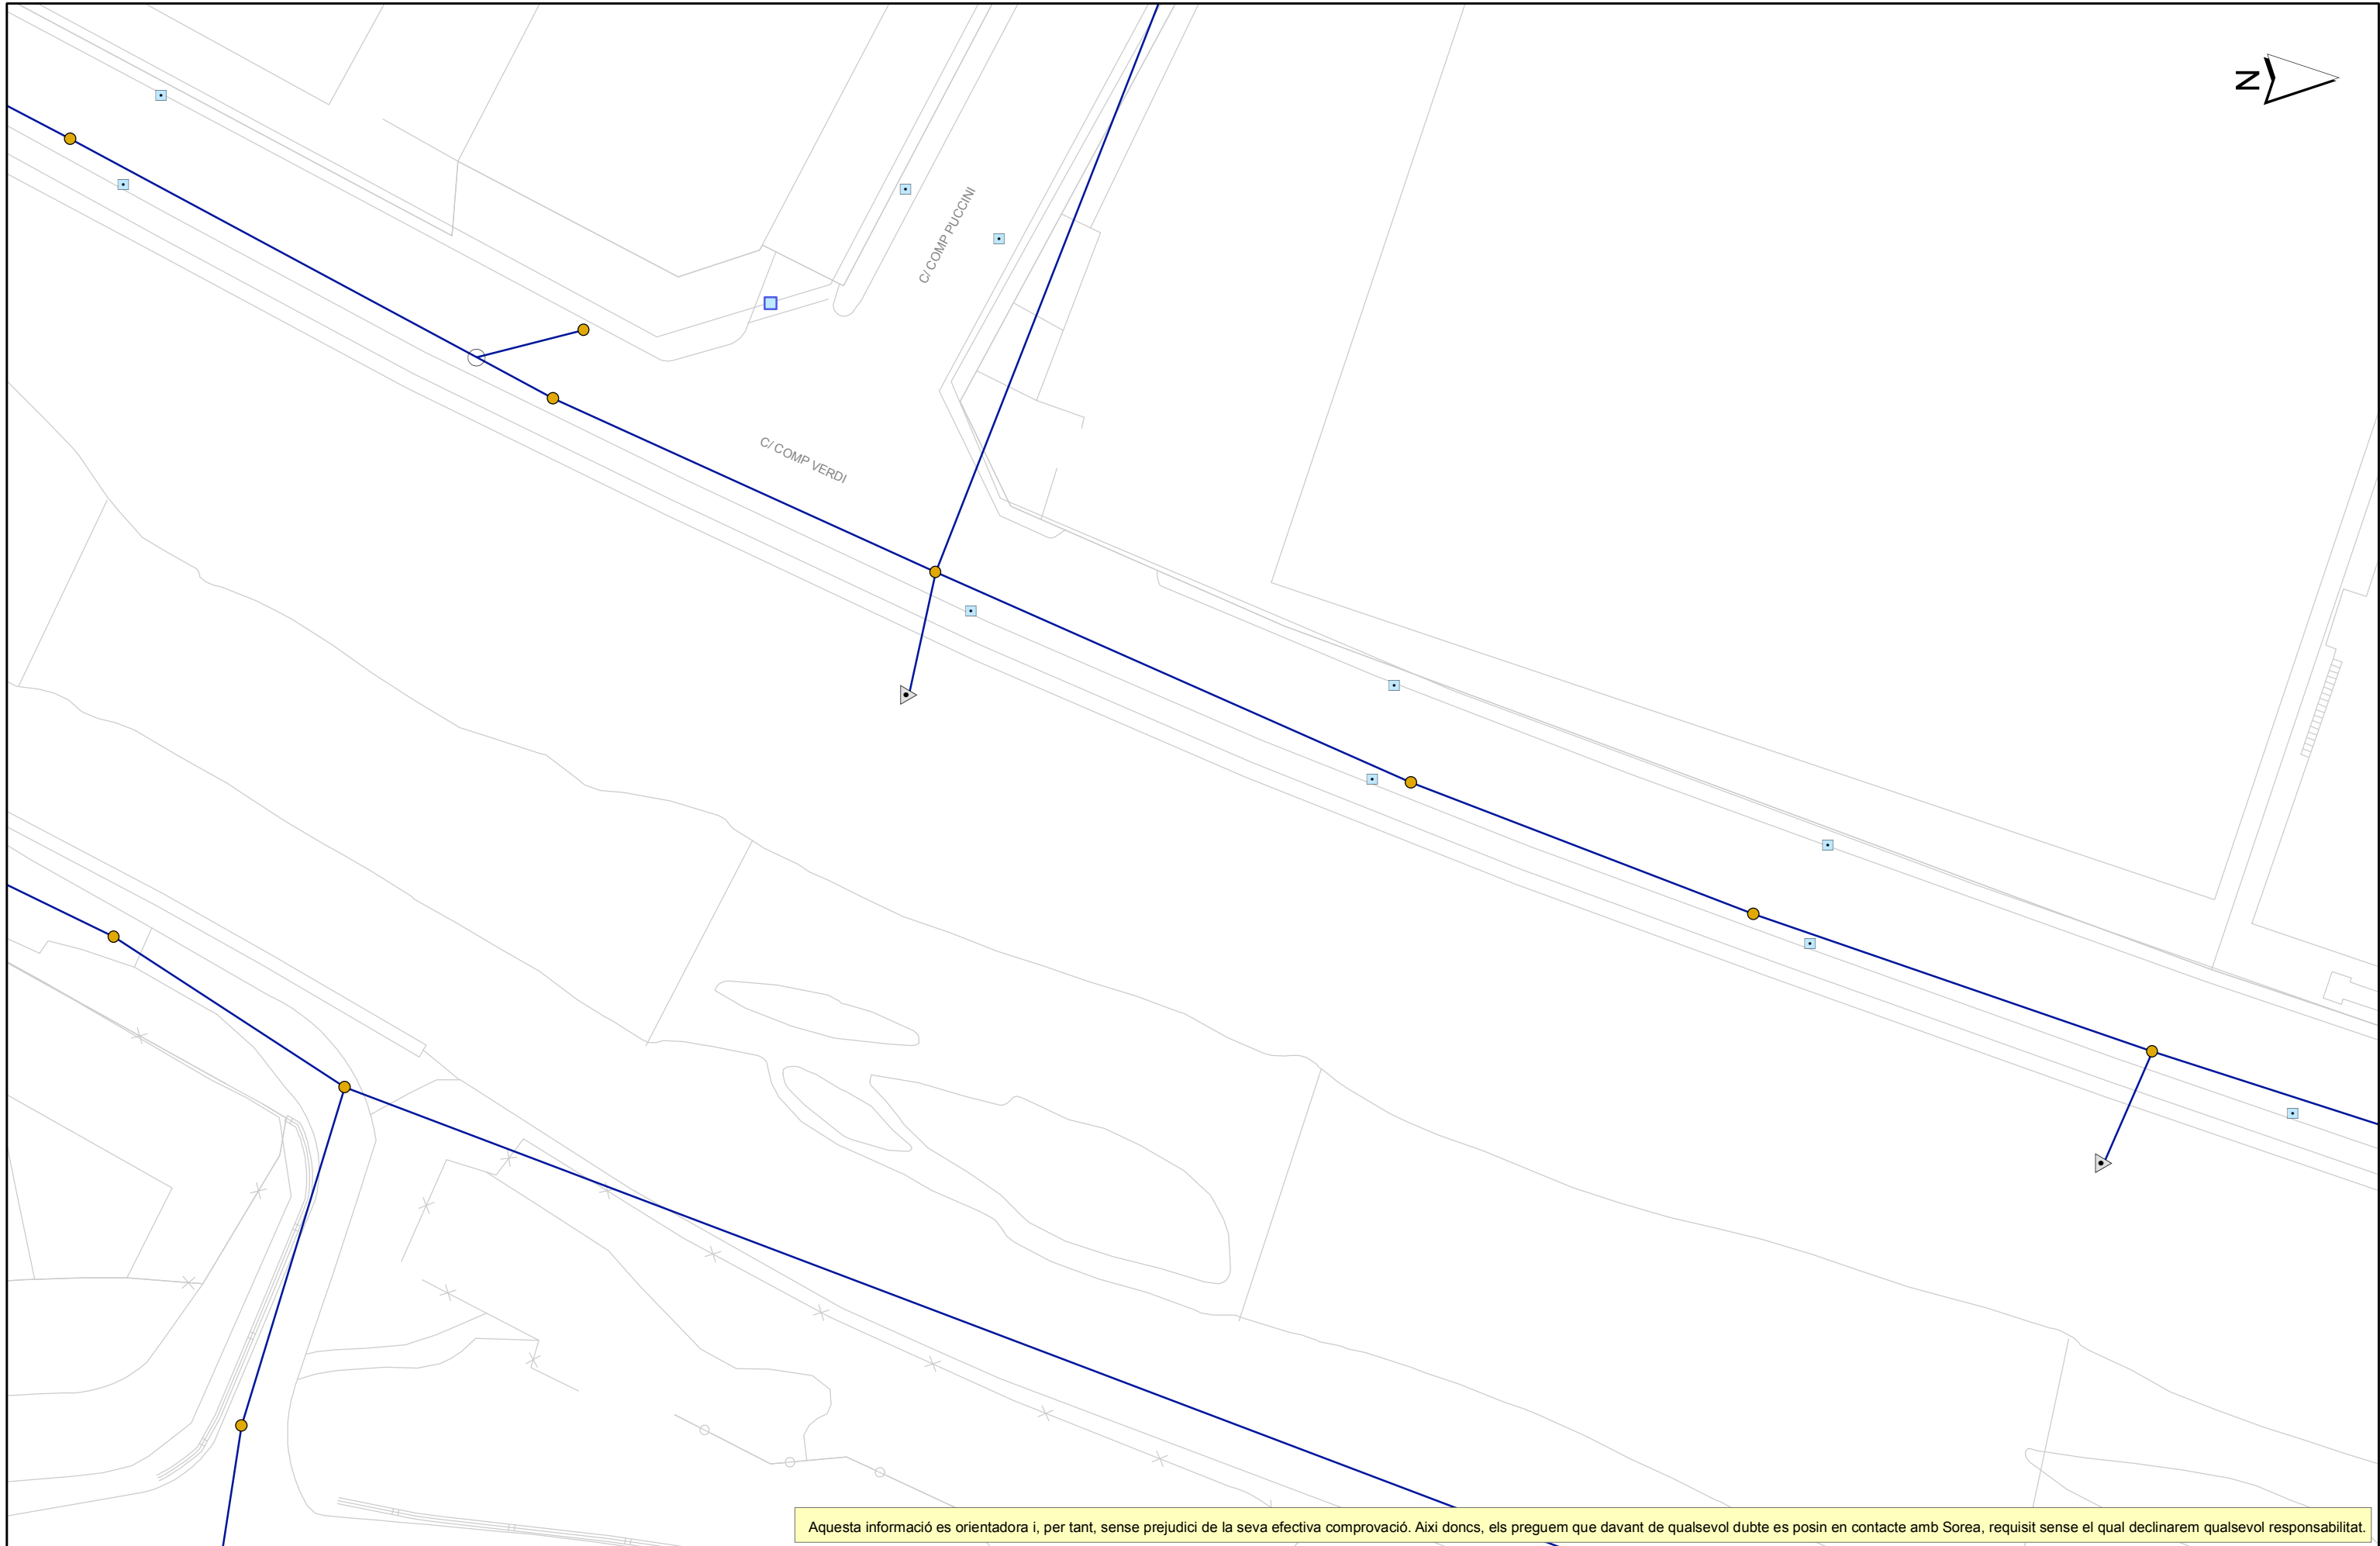 N
C/ COMP PUCCINI
C/ COMP VERDI
Aquesta informació es orientadora i, per tant, sense prejudici de la seva efectiva comprovació. Aixi doncs, els preguem que davant de qualsevol dubte es posin en contacte amb Sorea, requisit sense el qual declinarem qualsevol responsabilitat.